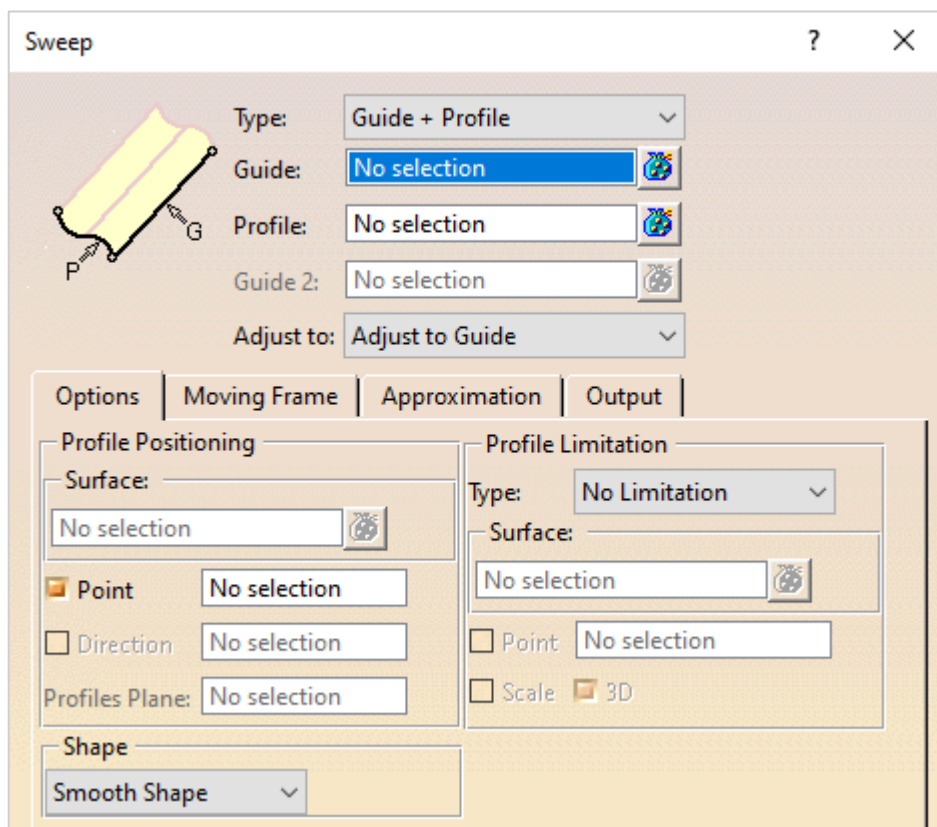 Sweep ?
Type: Guide + Profile
Guide: No selection
G
Profile: No selection
P
Guide 2: No selection
Adjust to: Adjust to Guide
Options Moving Frame Approximation Output
Profile Positioning
Surface:
No selection
Point No selection
Direction No selection
Profiles Plane: No selection
Profile Limitation
Type: No Limitation
Surface:
No selection
Point No selection
Scale 3D
Shape
Smooth Shape